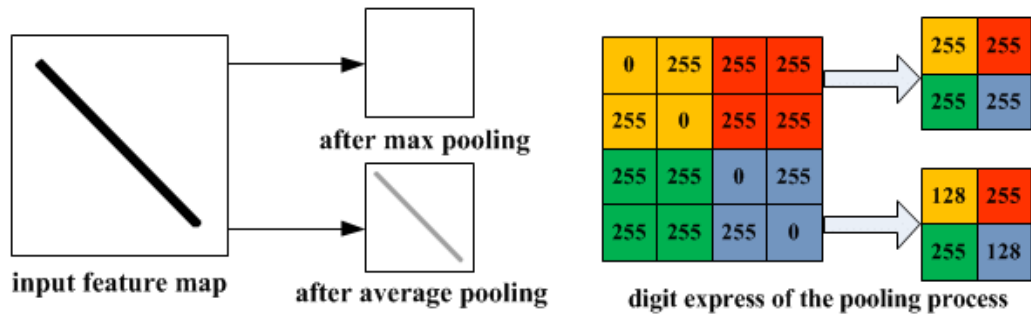 input feature map
after max pooling
after average pooling
0 255 255 255
255 0 255 255
255 255 0 255
255 255 255 0
255 255
255 255
128 255
255 128
digit express of the pooling process